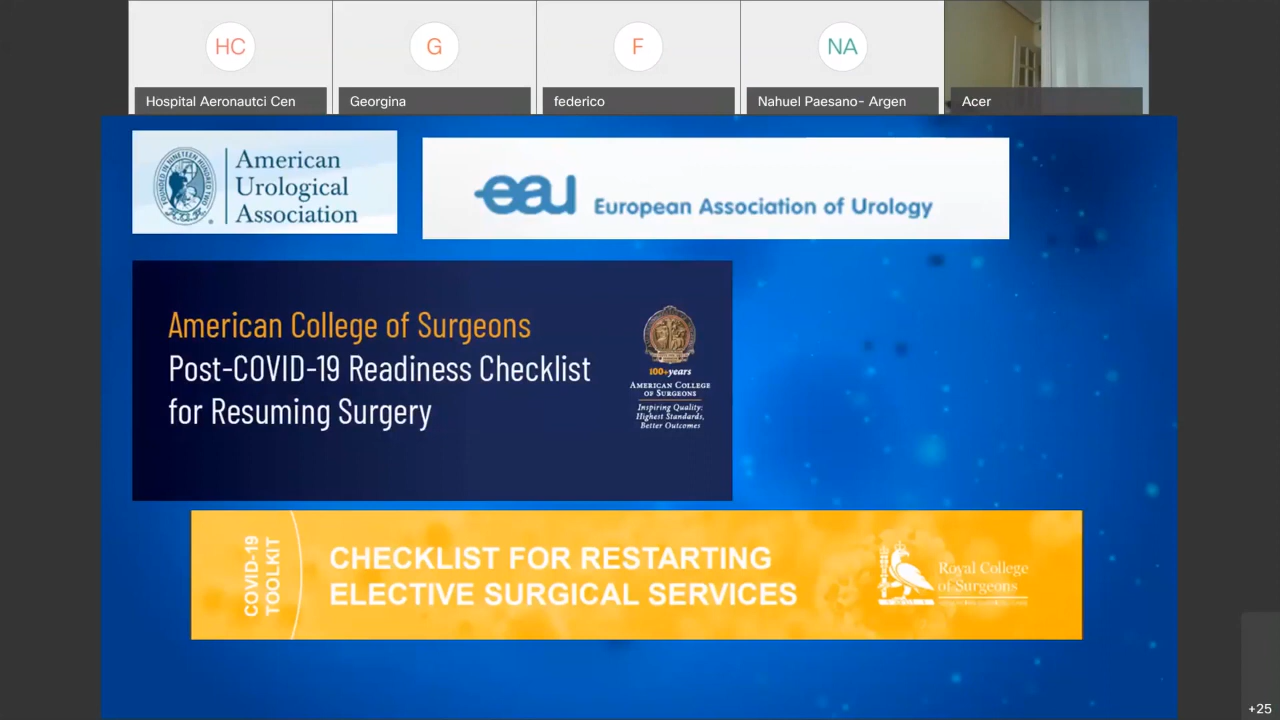 HC
G
F
NA
Hospital Aeronautci Cen
Georgina
federico
Nahuel Paesano- Argen
Acer
American
Urological
Association
eau
European Association of Urology
American College of Surgeons
Post-COVID-19 Readiness Checklist
for Resuming Surgery
100+years
AMERICAN COLLEGE
OF SURGEONS
Inspiring Quality:
Highest Standards,
Better Outcomes
COVID-19
TOOLKIT
CHECKLIST FOR RESTARTING
ELECTIVE SURGICAL SERVICES
Royal College
of Surgeons
+25